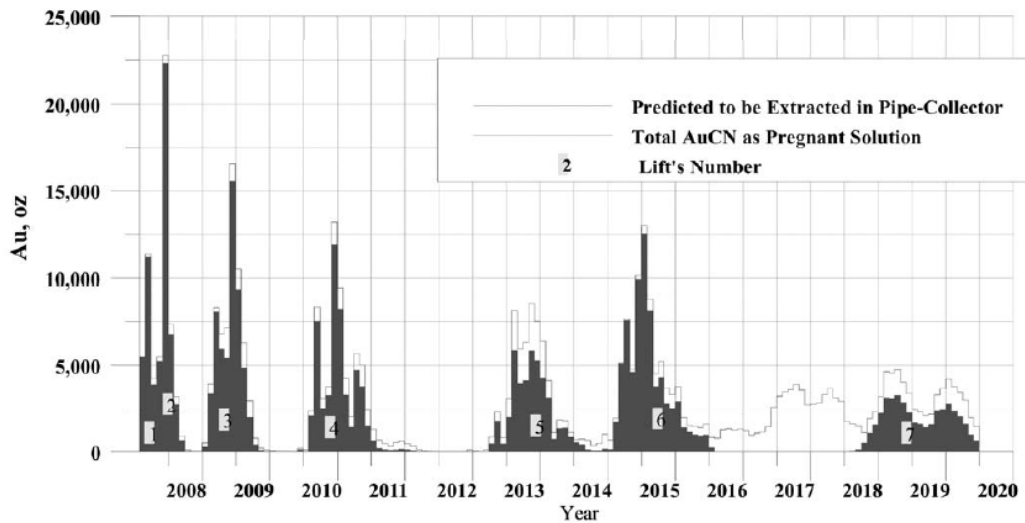 25,000
20,000
15,000
10,000
5,000
0
Au, oz
Predicted to be Extracted in Pipe-Collector
Total AuCN as Pregnant Solution
2 Lift's Number
1
2
3
4
5
6
7
2008 2009 2010 2011 2012 2013 2014 2015 2016 2017 2018 2019 2020
Year